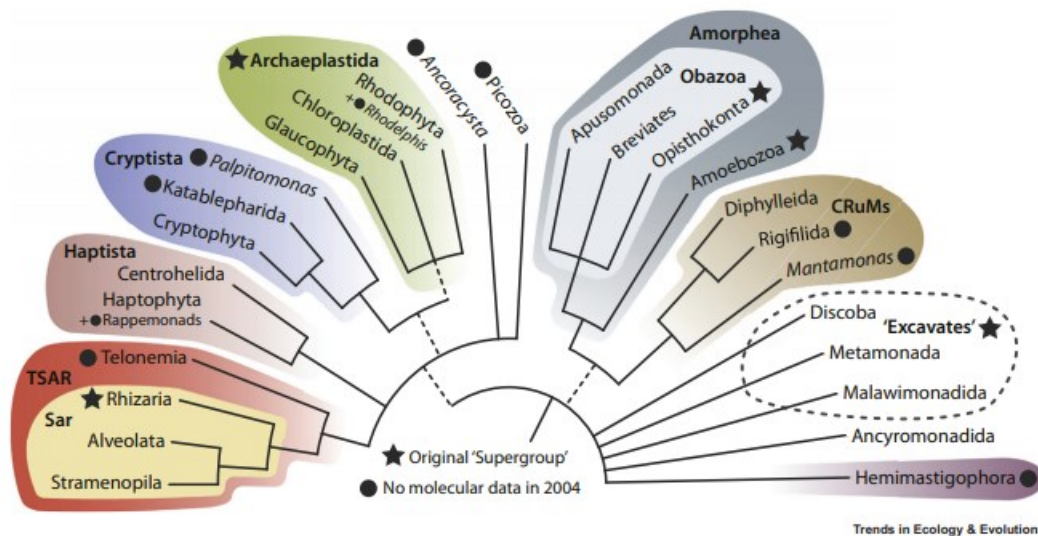 Amorphea
Obazoa
Apusomonada
Breviates
Opisthokonta
Amoebozoa
Archaeplastida
Rhodophyta
+ Rhodelphis
Chloroplastida
Glaucophyta
Ancoracysta
Picozoa
Cryptista
Palpitomonas
Katablepharida
Cryptophyta
Diphylleida
CRuMs
Rigifilida
Mantamonas
Haptista
Centrohelida
Haptophyta
+ Rappemonads
Discoba
'Excavates'
Metamonada
Malawimonadida
Ancyromonadida
Hemimastigophora
TSAR
Telonemia
Sar
Rhizaria
Alveolata
Stramenopila
Original 'Supergroup'
No molecular data in 2004
Trends in Ecology & Evolution